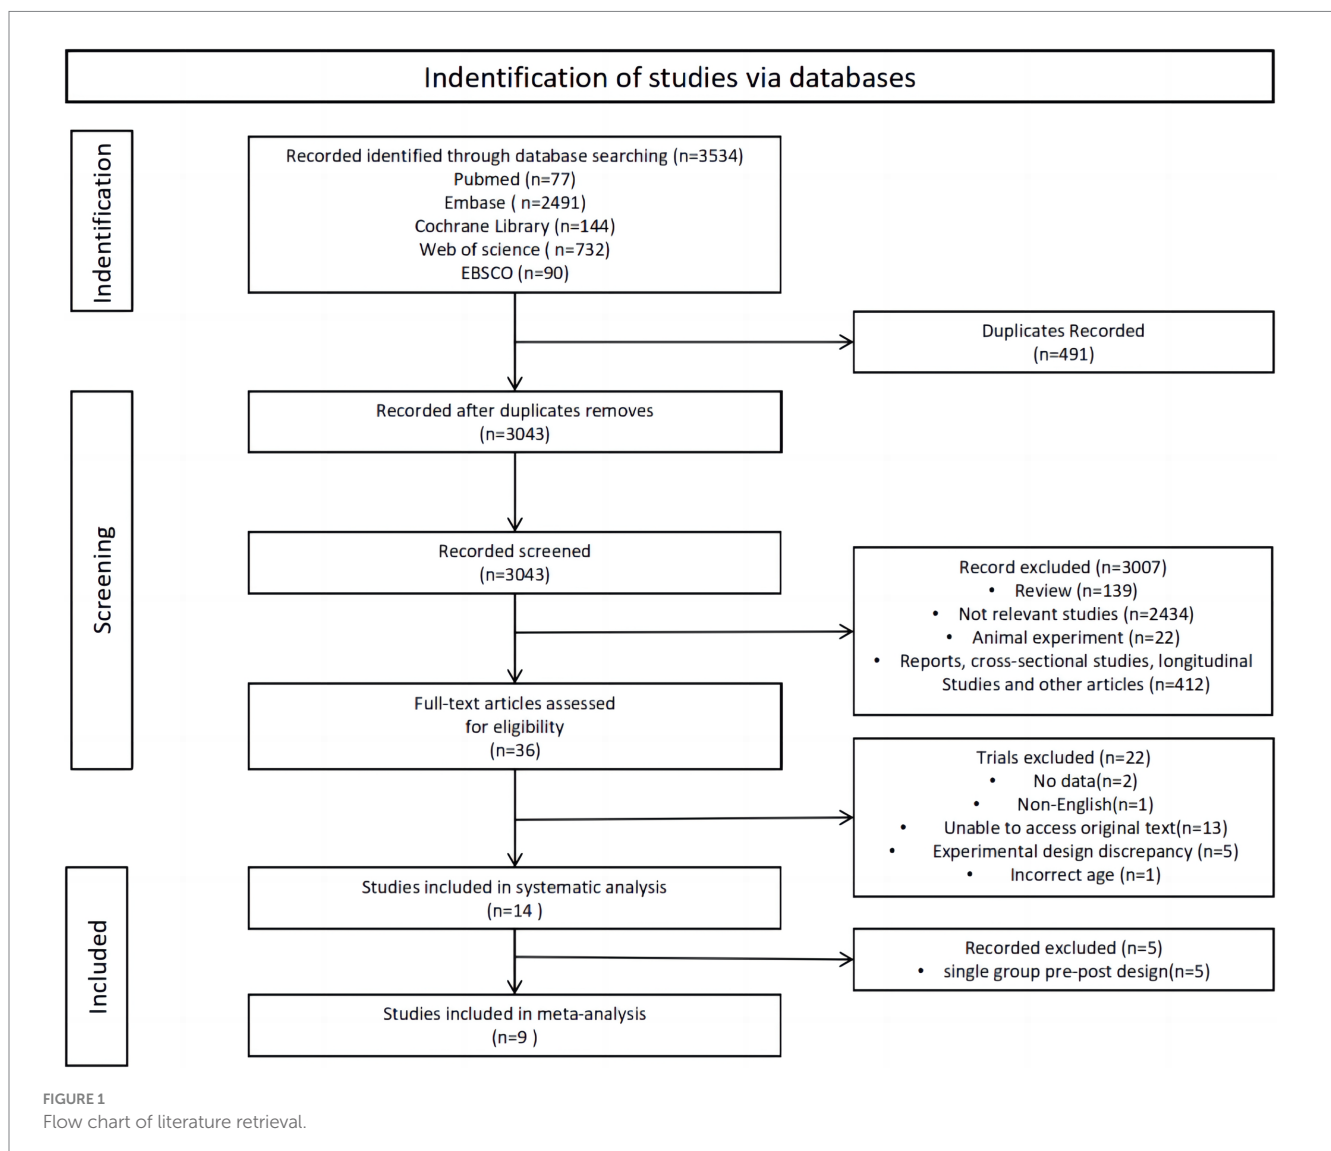 Indentification of studies via databases
Indentification
Recorded identified through database searching (n=3534)
Pubmed (n=77)
Embase ( n=2491)
Cochrane Library (n=144)
Web of science ( n=732)
EBSCO (n=90)
Duplicates Recorded
(n=491)
Screening
Recorded after duplicates removes
(n=3043)
Recorded screened
(n=3043)
Record excluded (n=3007)
• Review (n=139)
• Not relevant studies (n=2434)
• Animal experiment (n=22)
• Reports, cross-sectional studies, longitudinal
Studies and other articles (n=412)
Full-text articles assessed
for eligibility
(n=36)
Trials excluded (n=22)
• No data(n=2)
• Non-English(n=1)
• Unable to access original text(n=13)
• Experimental design discrepancy (n=5)
• Incorrect age (n=1)
Included
Studies included in systematic analysis
(n=14 )
Recorded excluded (n=5)
• single group pre-post design(n=5)
Studies included in meta-analysis
(n=9 )
FIGURE 1
Flow chart of literature retrieval.